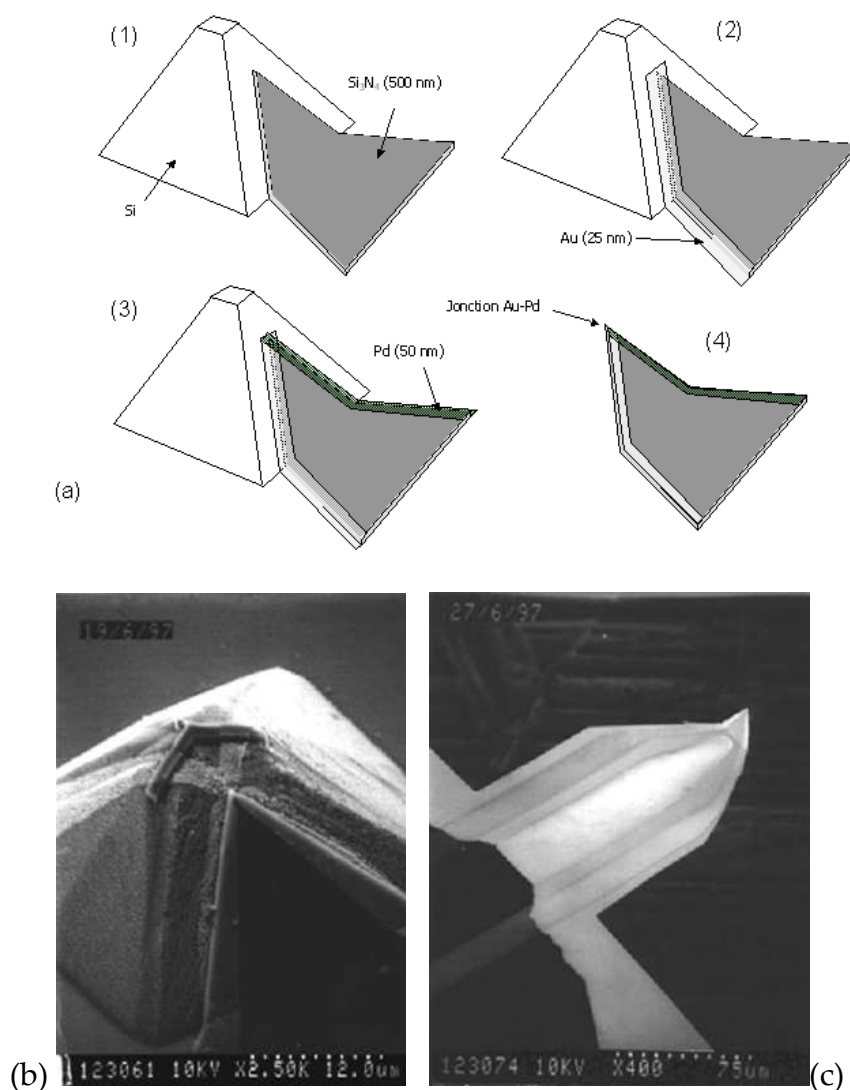 (1)
(2)
Si₃N₄ (500 nm)
Si
Au (25 nm)
(3)
Jonction Au-Pd
(4)
Pd (50 nm)
(a)
19/6/97
27/6/97
(b)
123061 10KV X2.50K 12.0um
123074 10KV X400 75um
(c)